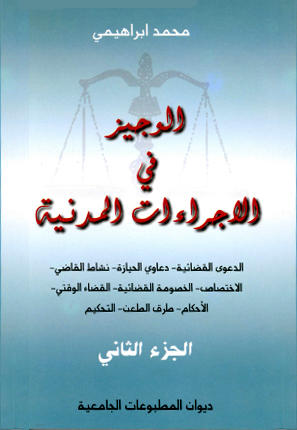 محمد ابراهيمي
الوجيز
في
الاجراءات المدنية
الدعوى القضائية- دعاوي الحيازة- نشاط القاضي-
الاختصاص- الخصومة القضائية- القضاء الوقتي-
الأحكام- طرق الطعن- التحكيم
الجزء الثاني
ديوان المطبوعات الجامعية